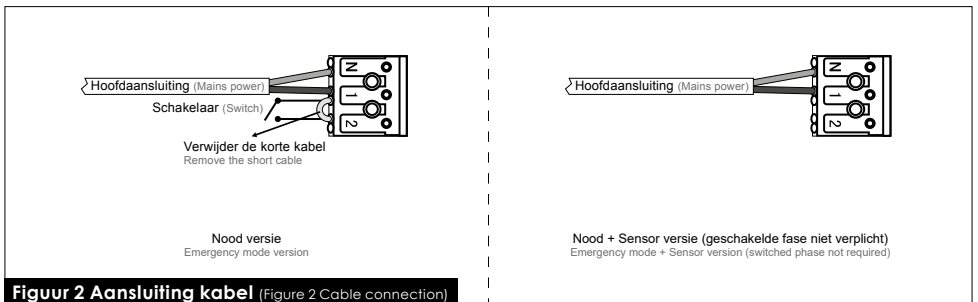 Hoofdaansluiting (Mains power)
Schakelaar (Switch)
Verwijder de korte kabel
Remove the short cable
N
1
2
Nood versie
Emergency mode version
Hoofdaansluiting (Mains power)
N
1
2
Nood + Sensor versie (geschakelde fase niet verplicht)
Emergency mode + Sensor version (switched phase not required)
Figuur 2 Aansluiting kabel (Figure 2 Cable connection)